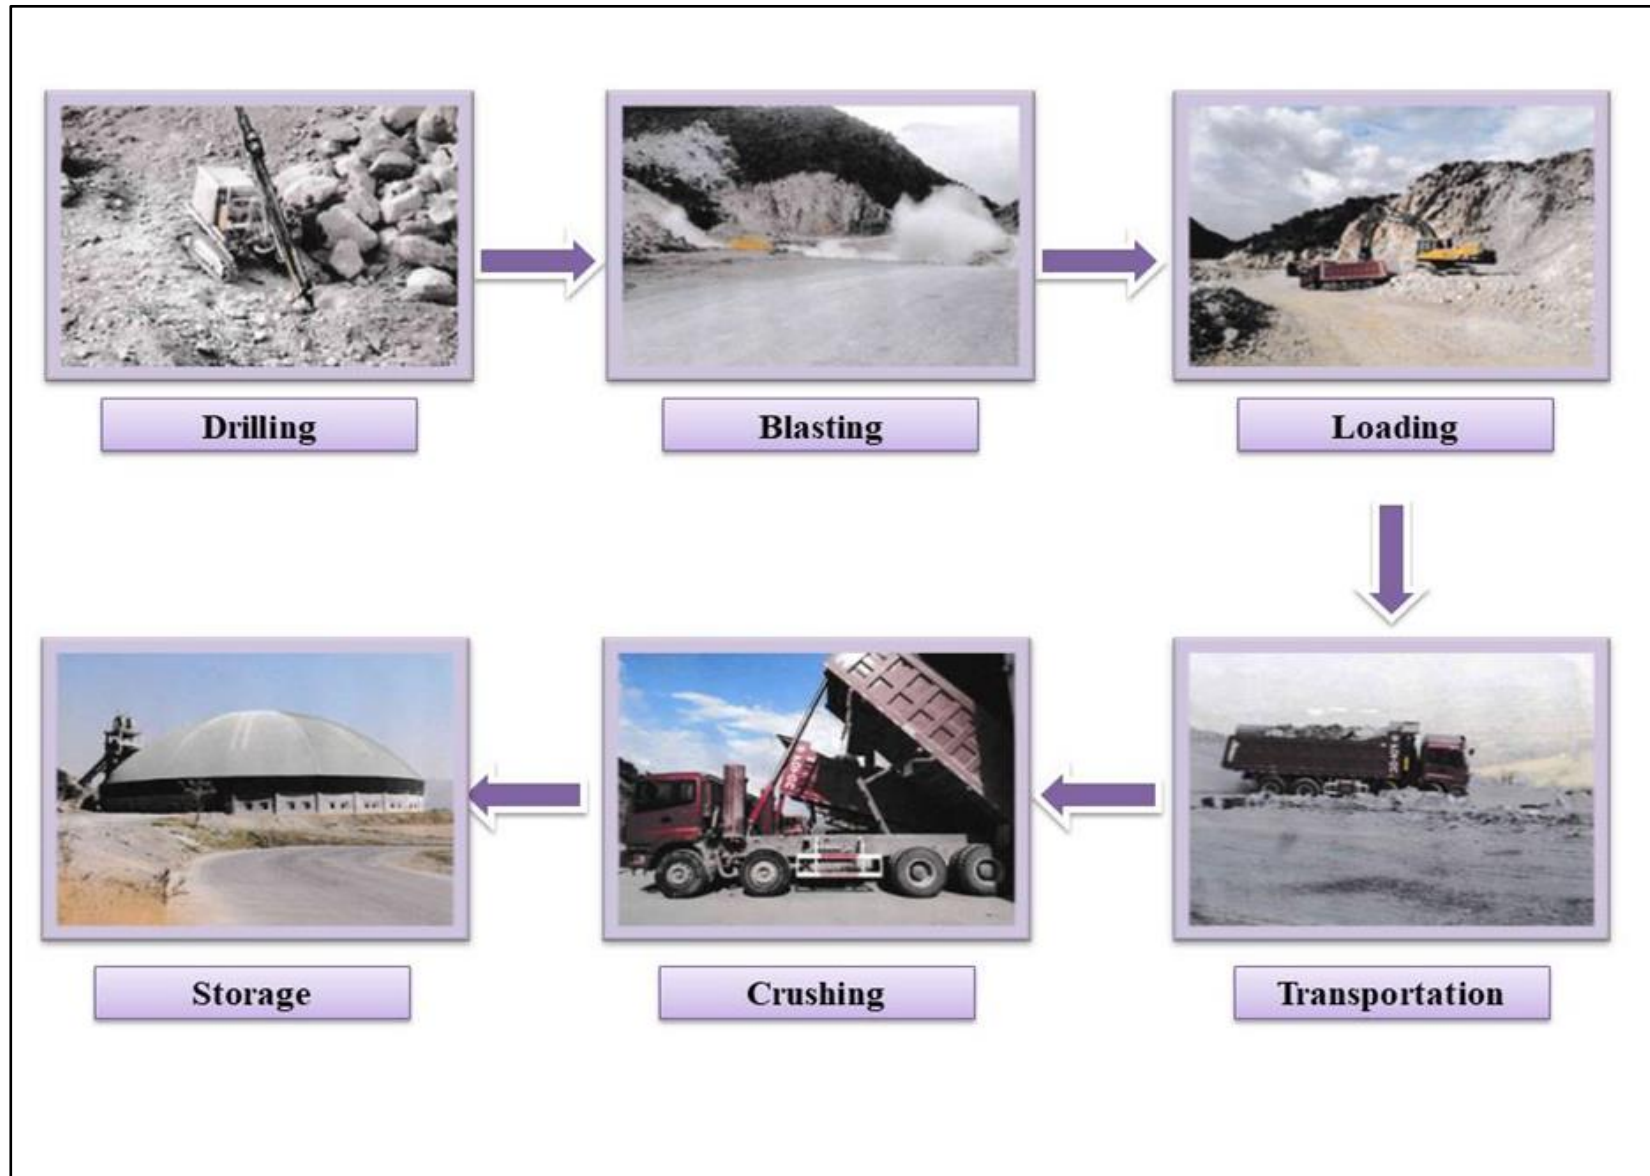 Drilling
Blasting
Loading
Transportation
Crushing
Storage